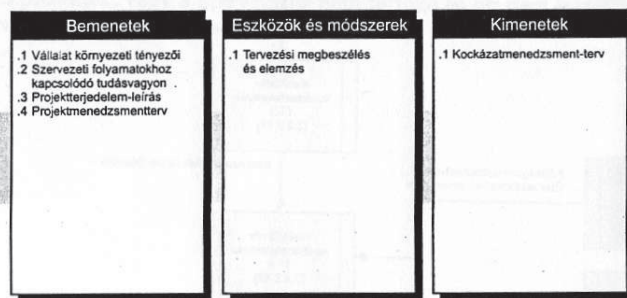 Bemenetek
.1 Vállalat környezeti tényezői
.2 Szervezeti folyamatokhoz
kapcsolódó tudásvagyon
.3 Projektterjedelem-leírás
.4 Projektmenedzsmentterv
Eszközök és módszerek
.1 Tervezési megbeszélés
és elemzés
Kimenetek
.1 Kockázatmenedzsment-terv